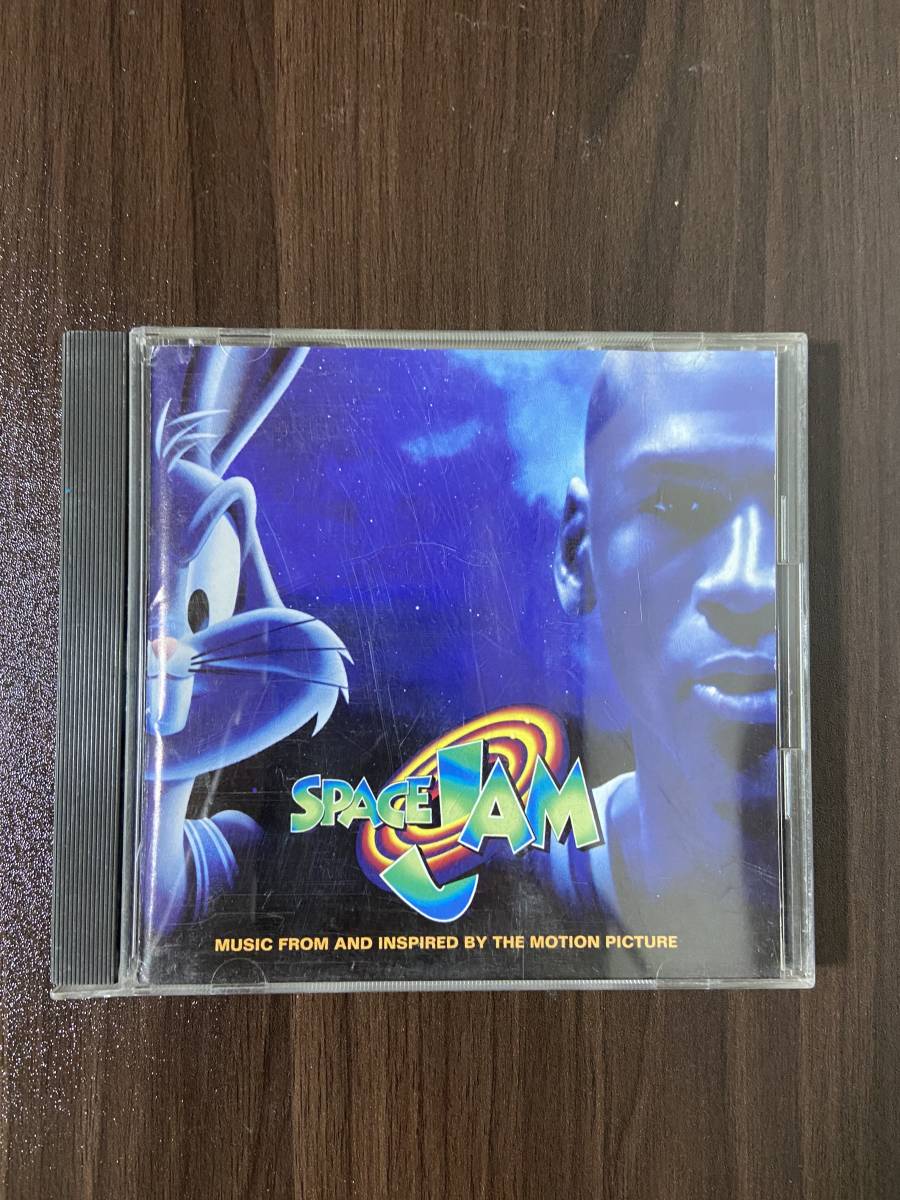 SPACE JAM
MUSIC FROM AND INSPIRED BY THE MOTION PICTURE